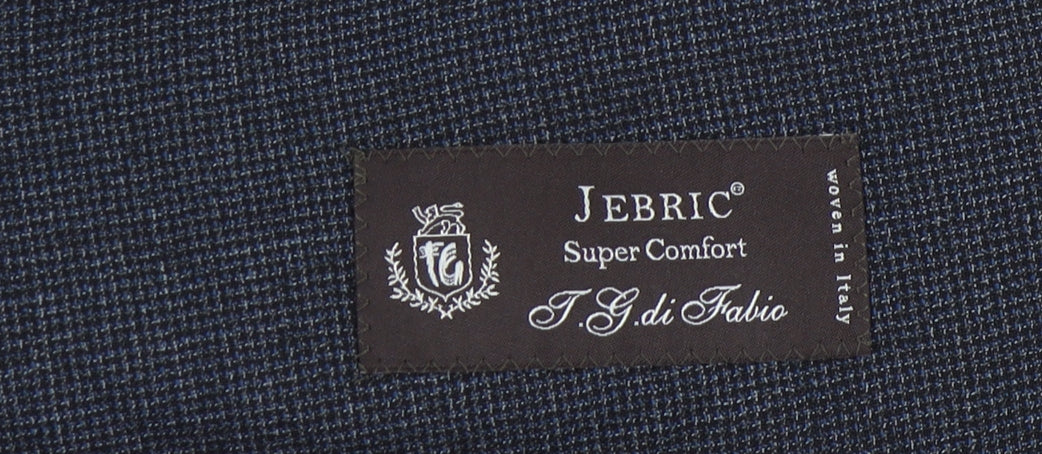 JEBRIC®
Super Comfort
T.G.di Fabio
woven in Italy